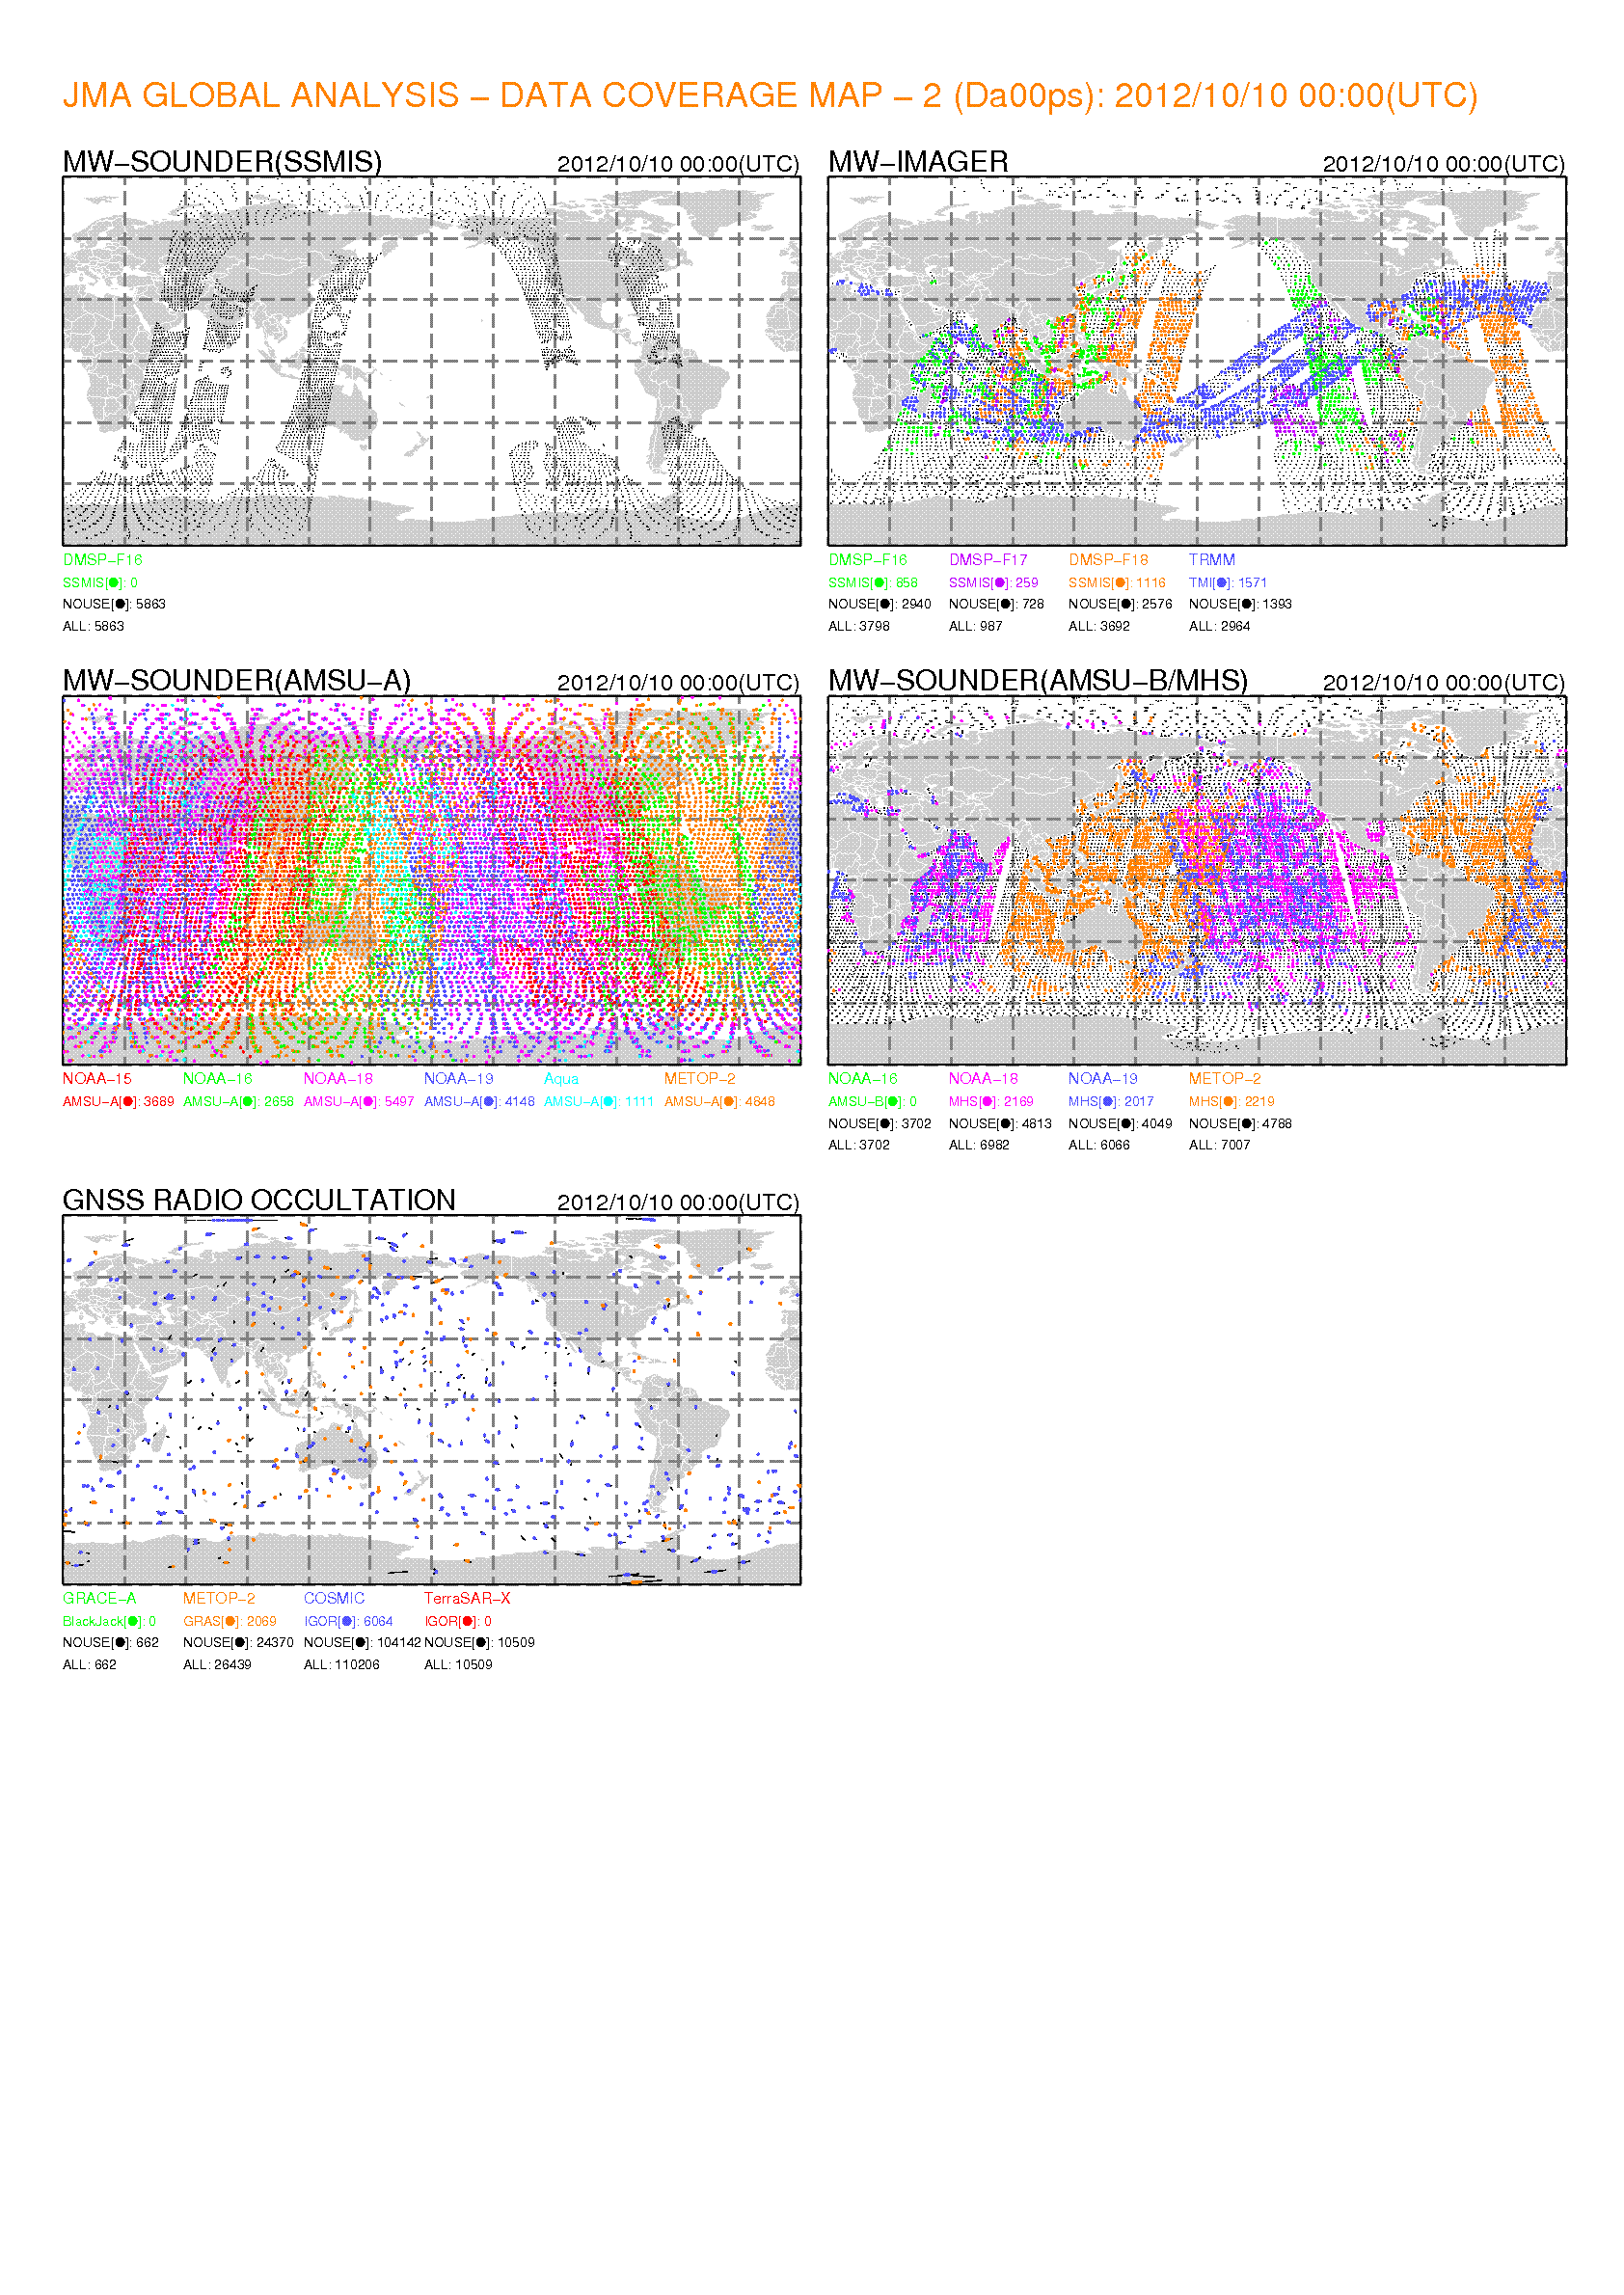 JMA GLOBAL ANALYSIS – DATA COVERAGE MAP – 2 (Da00ps): 2012/10/10 00:00(UTC)
MW–SOUNDER(SSMIS) 2012/10/10 00:00(UTC)
DMSP–F16
SSMIS[●]: 0
NOUSE[●]: 5863
ALL: 5863
MW–IMAGER 2012/10/10 00:00(UTC)
DMSP–F16 DMSP–F17 DMSP–F18 TRMM
SSMIS[●]: 858 SSMIS[●]: 259 SSMIS[●]: 1116 TMI[●]: 1571
NOUSE[●]: 2940 NOUSE[●]: 728 NOUSE[●]: 2576 NOUSE[●]: 1393
ALL: 3798 ALL: 987 ALL: 3692 ALL: 2964
MW–SOUNDER(AMSU–A) 2012/10/10 00:00(UTC)
NOAA–15 NOAA–16 NOAA–18 NOAA–19 Aqua METOP–2
AMSU–A[●]: 3689 AMSU–A[●]: 2658 AMSU–A[●]: 5497 AMSU–A[●]: 4148 AMSU–A[●]: 1111 AMSU–A[●]: 4848
MW–SOUNDER(AMSU–B/MHS) 2012/10/10 00:00(UTC)
NOAA–16 NOAA–18 NOAA–19 METOP–2
AMSU–B[●]: 0 MHS[●]: 2169 MHS[●]: 2017 MHS[●]: 2219
NOUSE[●]: 3702 NOUSE[●]: 4813 NOUSE[●]: 4049 NOUSE[●]: 4788
ALL: 3702 ALL: 6982 ALL: 6066 ALL: 7007
GNSS RADIO OCCULTATION 2012/10/10 00:00(UTC)
GRACE–A METOP–2 COSMIC TerraSAR–X
BlackJack[●]: 0 GRAS[●]: 2069 IGOR[●]: 6064 IGOR[●]: 0
NOUSE[●]: 662 NOUSE[●]: 24370 NOUSE[●]: 104142 NOUSE[●]: 10509
ALL: 662 ALL: 26439 ALL: 110206 ALL: 10509